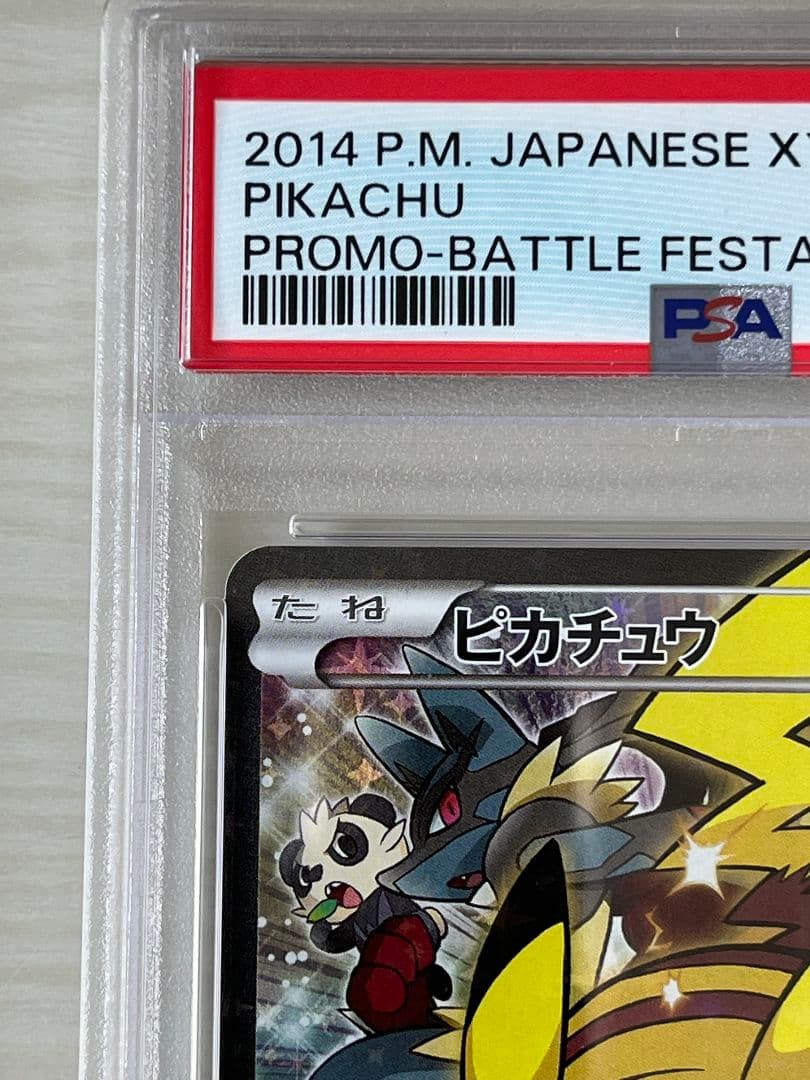 2014 P.M. JAPANESE XY
PIKACHU
PROMO-BATTLE FESTA
PSA
たね
ピカチュウ